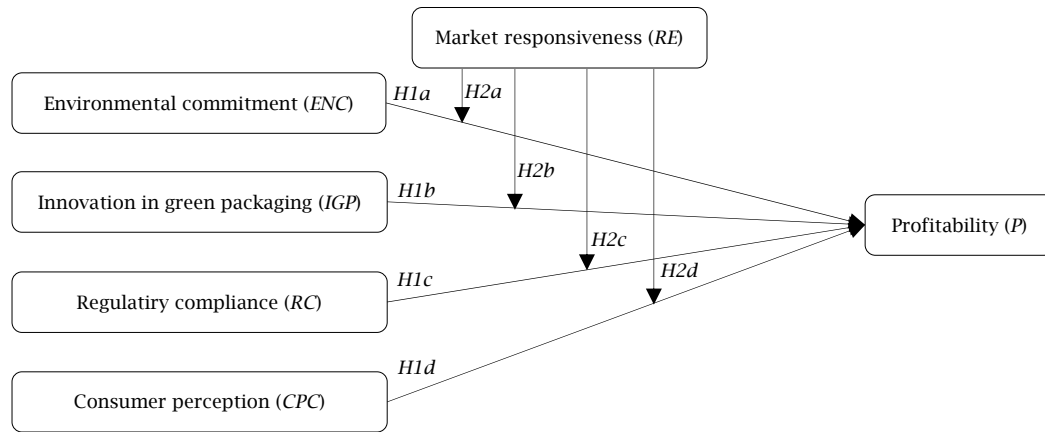 Market responsiveness (RE)
Environmental commitment (ENC)
H1a
H2a
Innovation in green packaging (IGP)
H1b
H2b
Profitability (P)
Regulatiry compliance (RC)
H1c
H2c
H2d
Consumer perception (CPC)
H1d